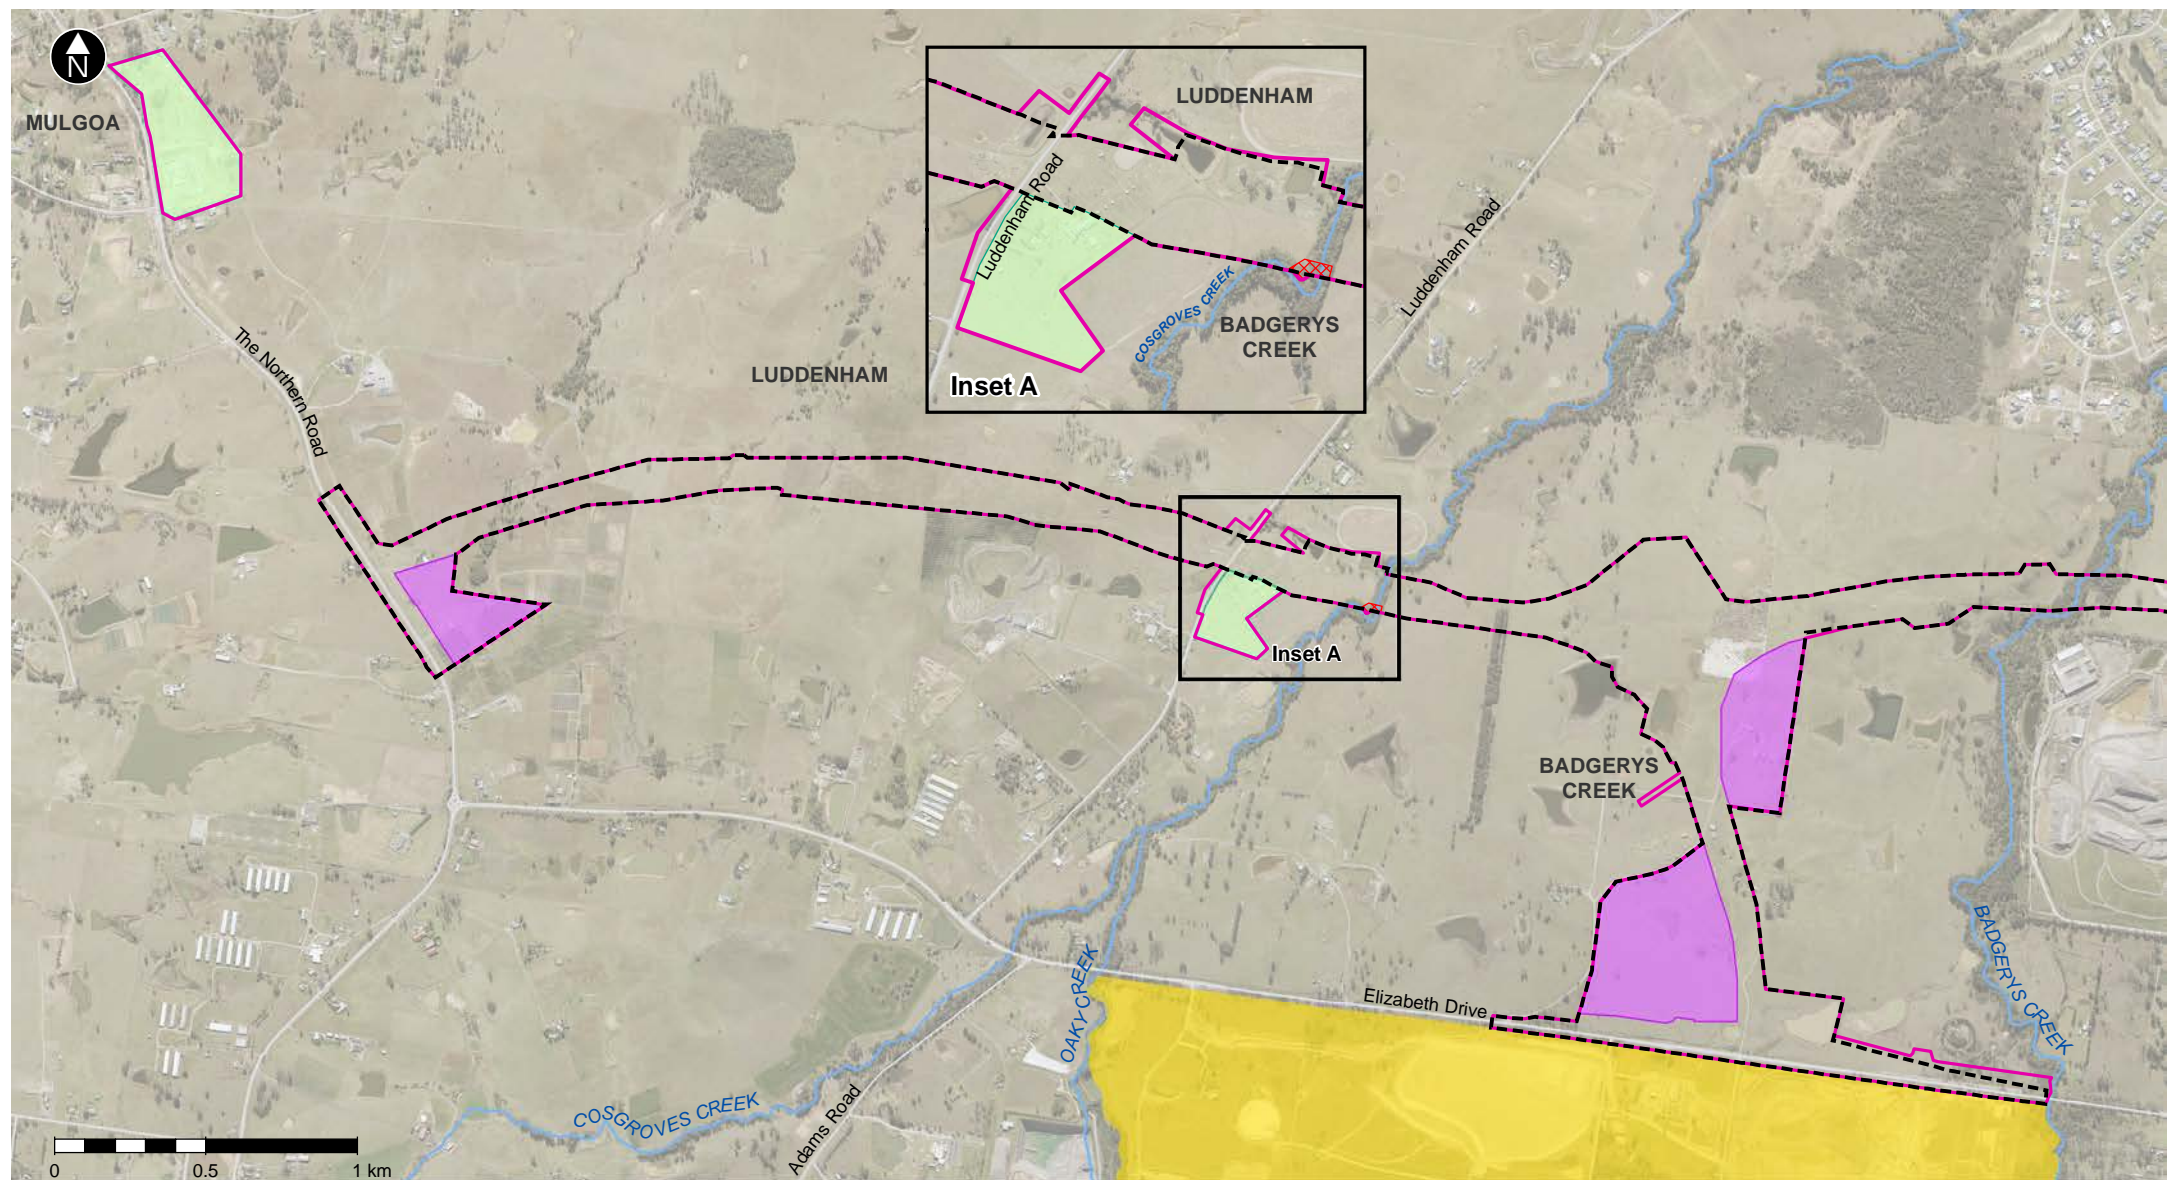 N
MULGOA
LUDDENHAM
Luddenham Road
COSGROVES CREEK
BADGERYS
CREEK
Inset A
Luddenham Road
The Northern Road
LUDDENHAM
Inset A
BADGERYS
CREEK
Elizabeth Drive
OAKY CREEK
BADGERYS CREEK
COSGROVES CREEK
Adams Road
0 0.5 1 km